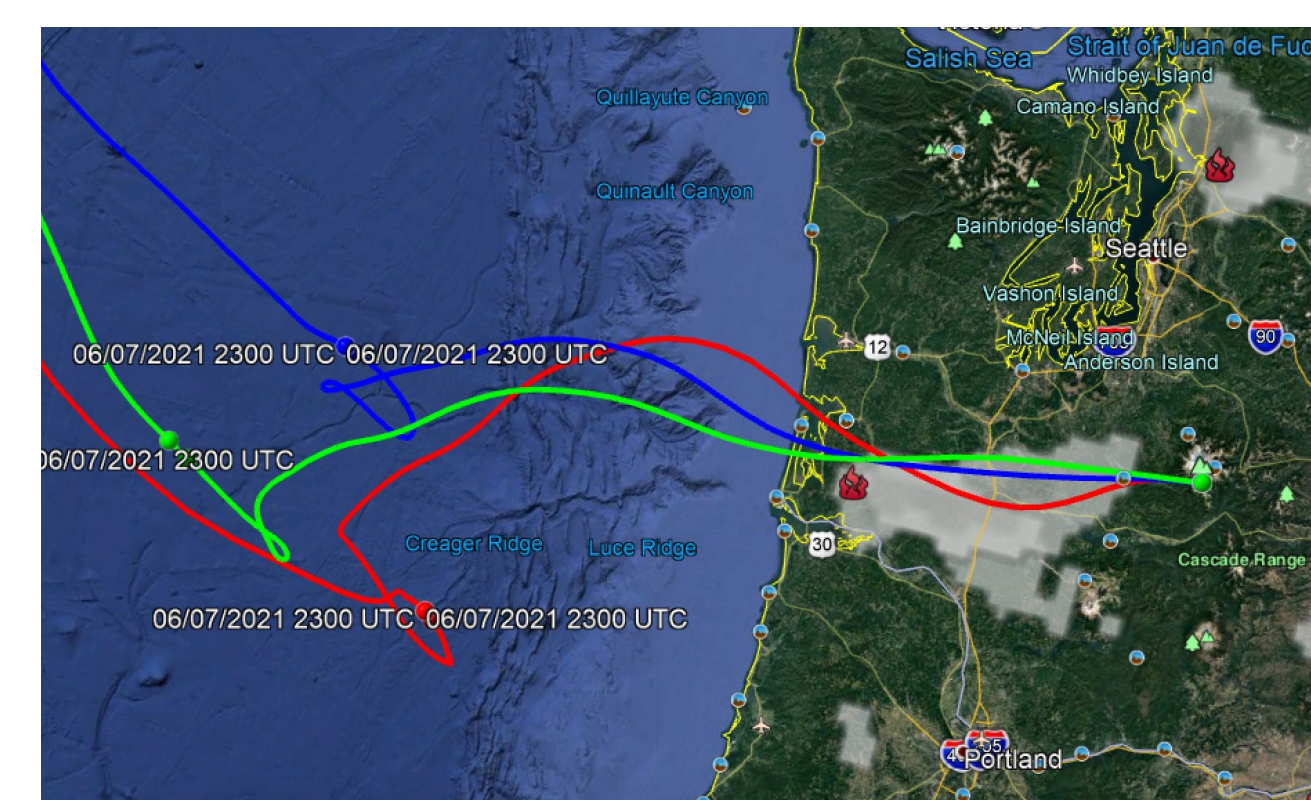 Salish Sea
Strait of Juan de Fuc
Whidbey Island
Quillayute Canyon
Camano Island
Quinault Canyon
Bainbridge Island
Seattle
Vashon Island
McNeil Island
90
12
06/07/2021 2300 UTC
06/07/2021 2300 UTC
Anderson Island
06/07/2021 2300 UTC
Creager Ridge
Luce Ridge
30
Cascade Range
06/07/2021 2300 UTC
06/07/2021 2300 UTC
Portland